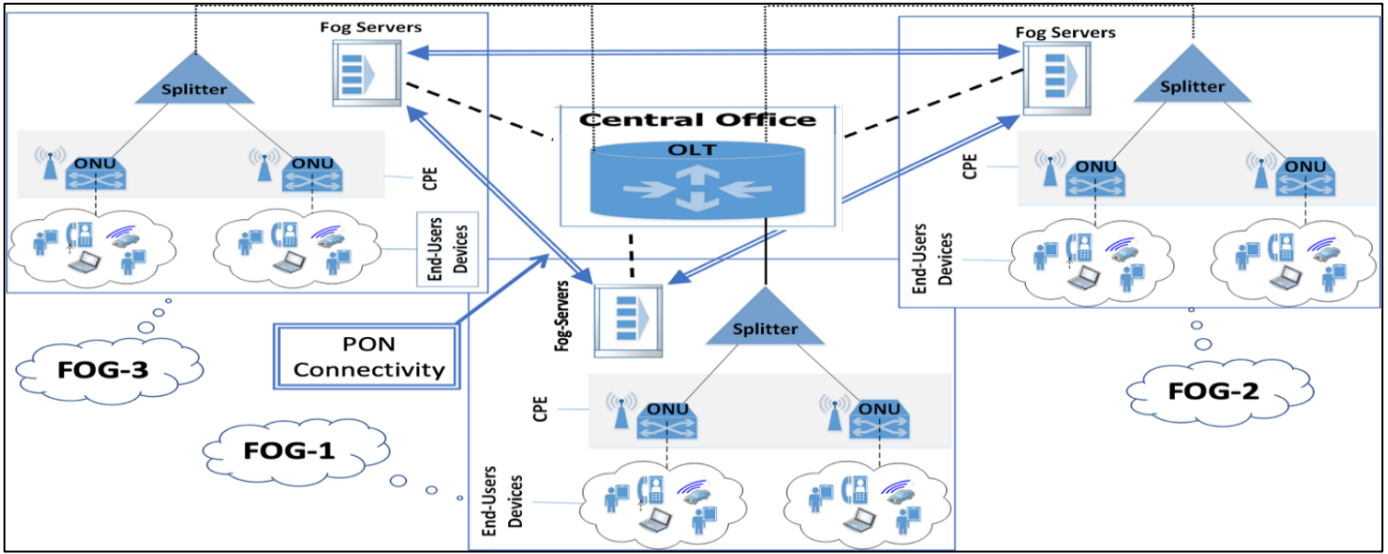 Fog Servers
Splitter
ONU
ONU
CPE
End-Users
Devices
FOG-3
Central Office
OLT
Fog Servers
Splitter
ONU
ONU
CPE
End-Users
Devices
FOG-2
PON
Connectivity
Fog-Servers
Splitter
ONU
ONU
CPE
End-Users
Devices
FOG-1